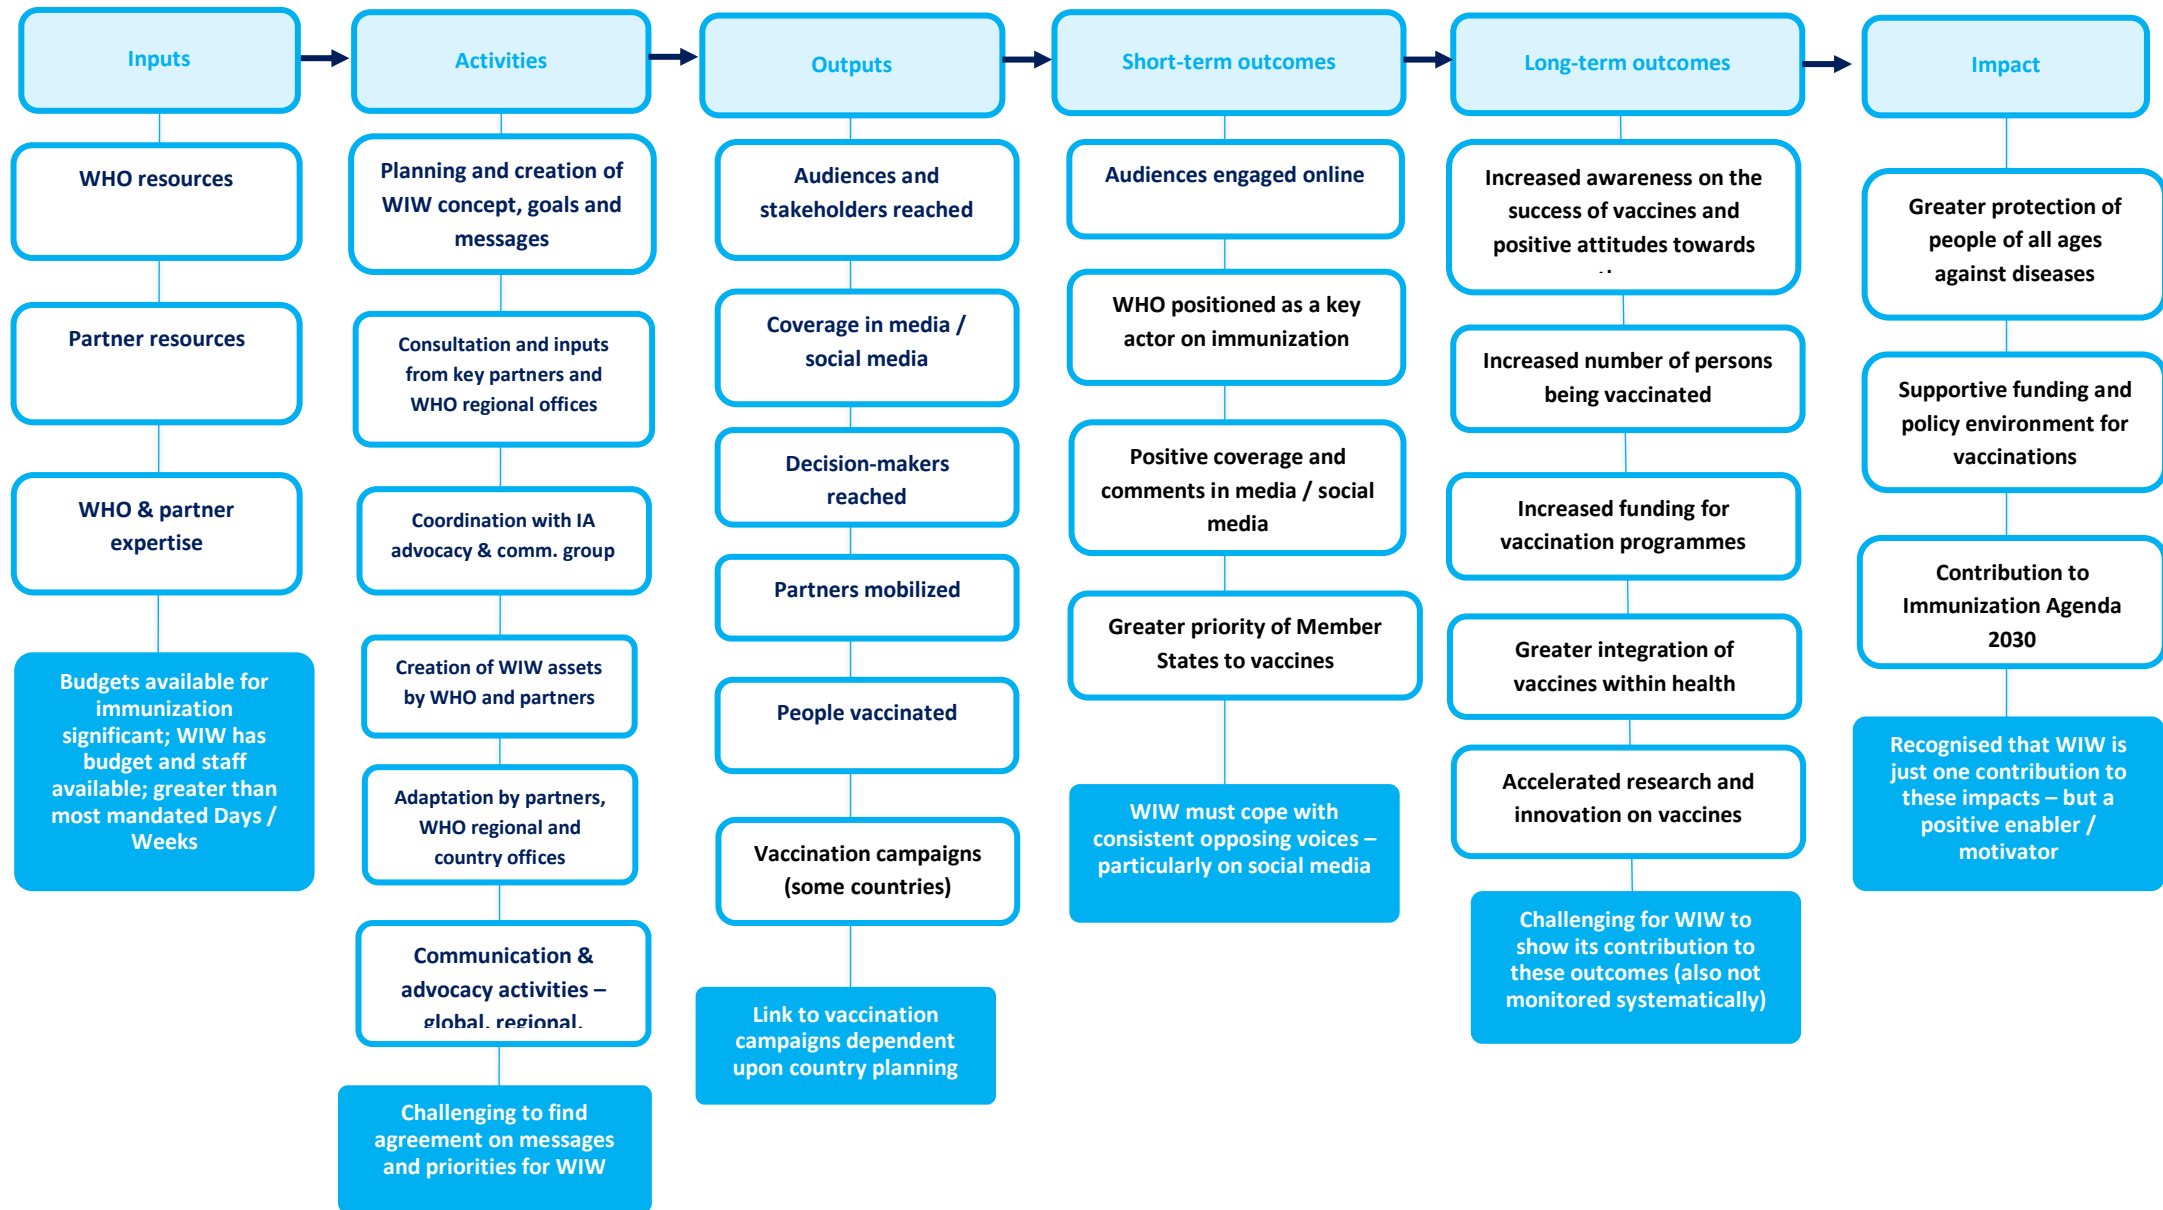 Inputs
Activities
Outputs
Short-term outcomes
Long-term outcomes
Impact
WHO resources
Partner resources
WHO & partner
expertise
Budgets available for
immunization
significant; WIW has
budget and staff
available; greater than
most mandated Days /
Weeks
Planning and creation of
WIW concept, goals and
messages
Consultation and inputs
from key partners and
WHO regional offices
Coordination with IA
advocacy & comm. group
Creation of WIW assets
by WHO and partners
Adaptation by partners,
WHO regional and
country offices
Communication &
advocacy activities –
global, regional,
Challenging to find
agreement on messages
and priorities for WIW
Audiences and
stakeholders reached
Coverage in media /
social media
Decision-makers
reached
Partners mobilized
People vaccinated
Vaccination campaigns
(some countries)
Link to vaccination
campaigns dependent
upon country planning
Audiences engaged online
WHO positioned as a key
actor on immunization
Positive coverage and
comments in media / social
media
Greater priority of Member
States to vaccines
WIW must cope with
consistent opposing voices –
particularly on social media
Increased awareness on the
success of vaccines and
positive attitudes towards
Increased number of persons
being vaccinated
Increased funding for
vaccination programmes
Greater integration of
vaccines within health
Accelerated research and
innovation on vaccines
Challenging for WIW to
show its contribution to
these outcomes (also not
monitored systematically)
Greater protection of
people of all ages
against diseases
Supportive funding and
policy environment for
vaccinations
Contribution to
Immunization Agenda
2030
Recognised that WIW is
just one contribution to
these impacts – but a
positive enabler /
motivator